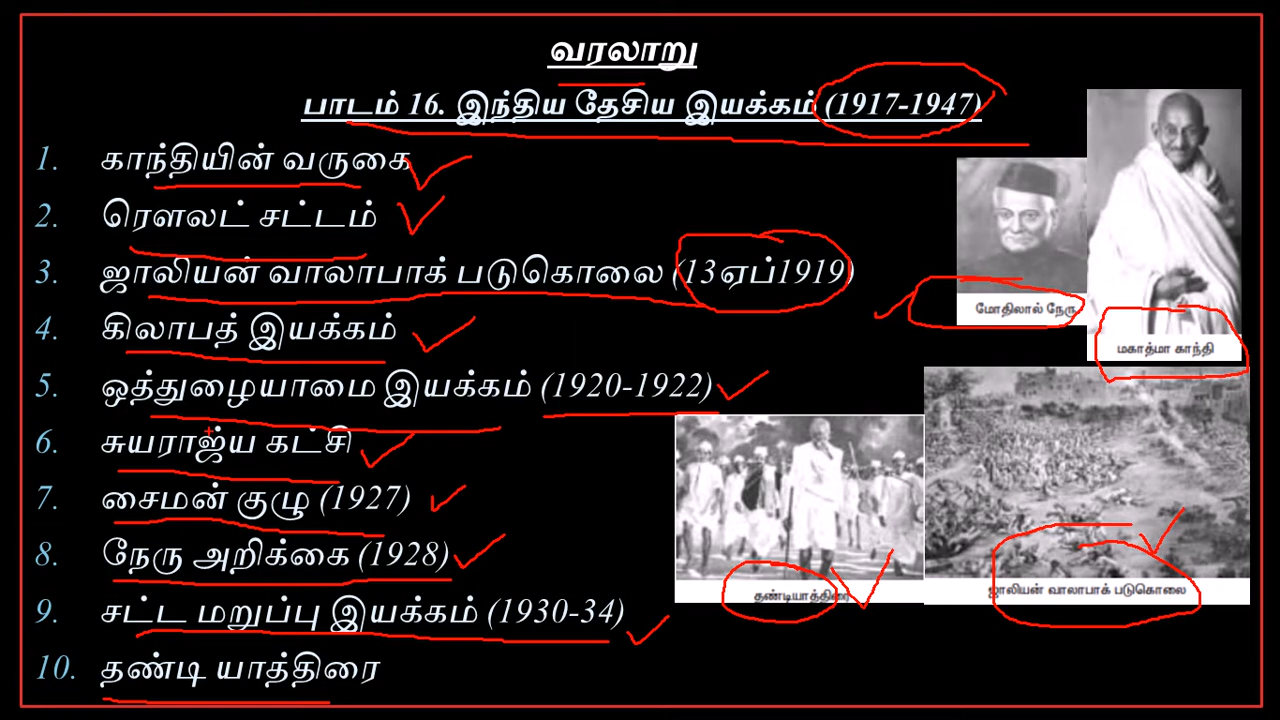 வரலாறு
பாடம் 16. இந்திய தேசிய இயக்கம் (1917-1947)
1. காந்தியின் வருகை
2. ரௌலட் சட்டம்
3. ஜாலியன் வாலாபாக் படுகொலை (13ஏப்1919)
4. கிலாபத் இயக்கம்
5. ஒத்துழையாமை இயக்கம் (1920-1922)
6. சுயராஜ்ய கட்சி
7. சைமன் குழு (1927)
8. நேரு அறிக்கை (1928)
9. சட்ட மறுப்பு இயக்கம் (1930-34)
10. தண்டி யாத்திரை
மோதிலால் நேரு
மகாத்மா காந்தி
தண்டியாத்திரை
ஜாலியன் வாலாபாக் படுகொலை